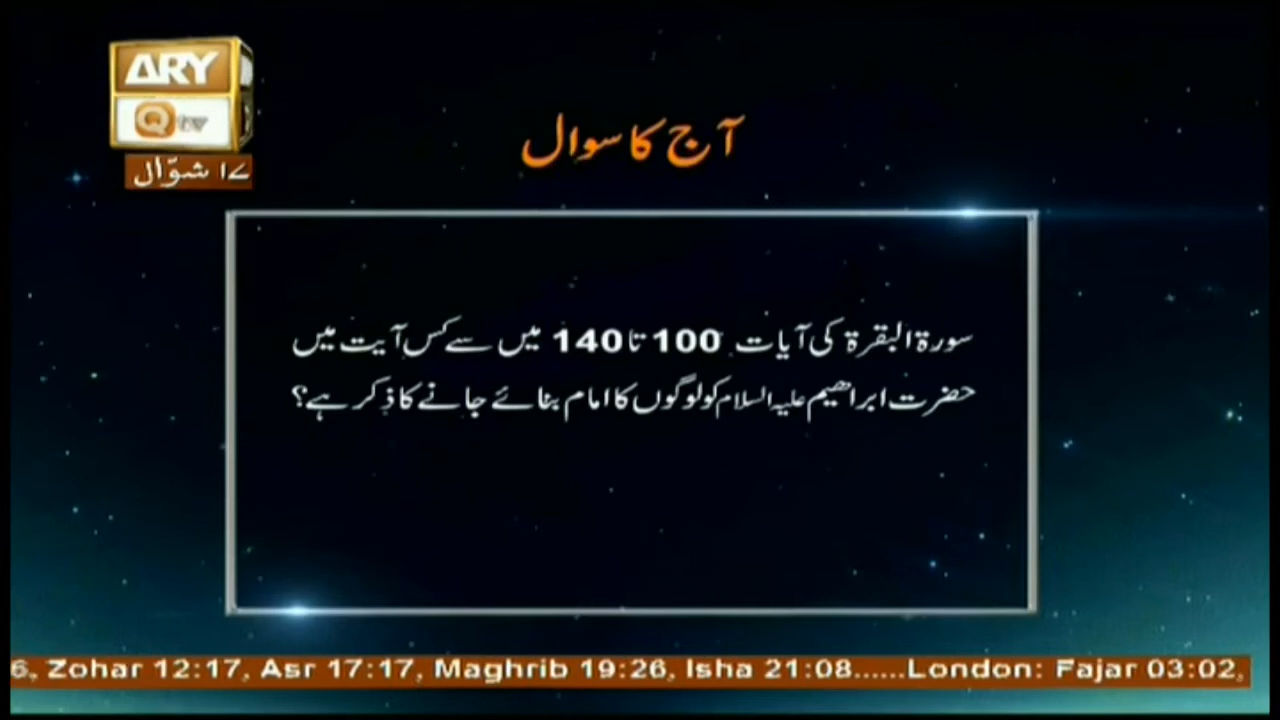 ARY
Q tv
۱۷ شوّال
آج کا سوال
سورۃ البقرۃ کی آیات 100 تا 140 میں سے کس آیت میں
حضرت ابراھیم علیہ السلام کو لوگوں کا امام بنائے جانے کا ذکر ہے؟
6, Zohar 12:17, Asr 17:17, Maghrib 19:26, Isha 21:08......London: Fajar 03:02,